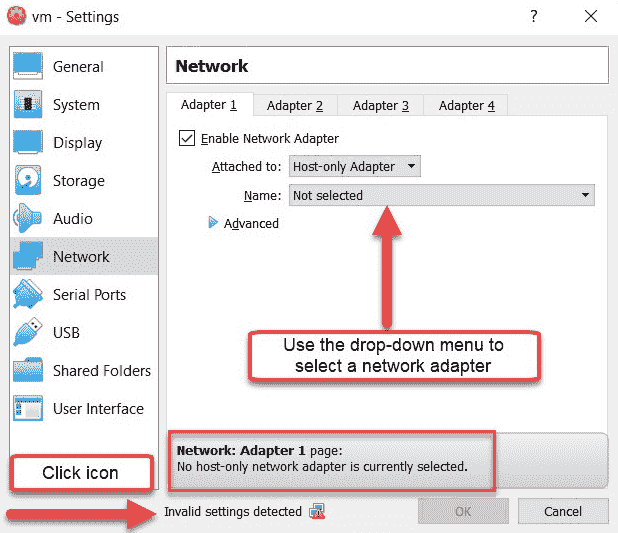 vm - Settings
?
General
System
Display
Storage
Audio
Network
Serial Ports
USB
Shared Folders
User Interface
Click icon
Network
Adapter 1 Adapter 2 Adapter 3 Adapter 4
Enable Network Adapter
Attached to: Host-only Adapter
Name: Not selected
Advanced
Use the drop-down menu to
select a network adapter
Network: Adapter 1 page:
No host-only network adapter is currently selected.
Invalid settings detected
OK Cancel